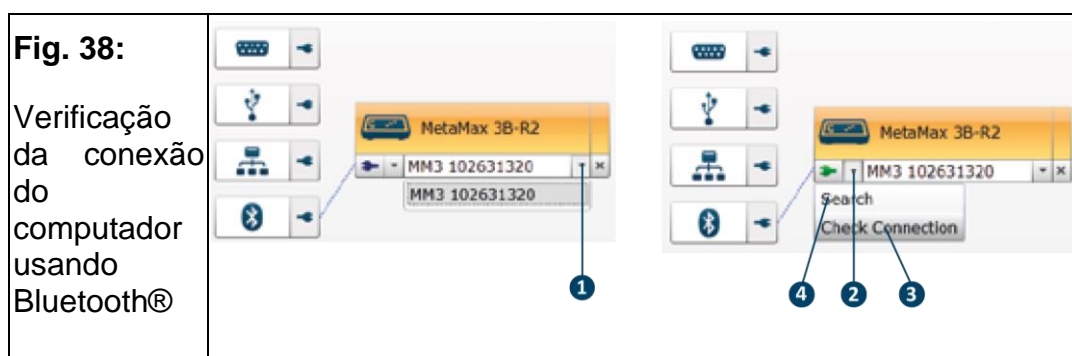 Fig. 38:
Verificação
da conexão
do
computador
usando
Bluetooth®
MetaMax 3B-R2
MM3 102631320
MM3 102631320
1
MetaMax 3B-R2
MM3 102631320
Search
Check Connection
4 2 3